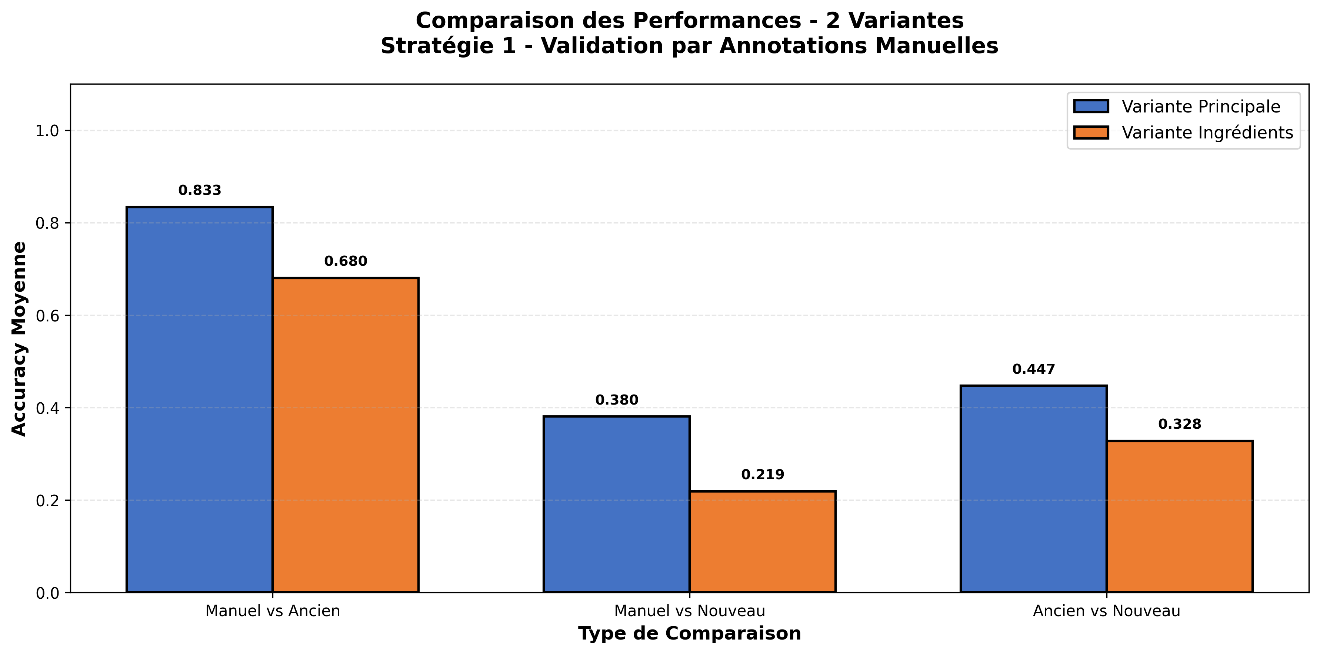 Comparaison des Performances - 2 Variantes
Stratégie 1 - Validation par Annotations Manuelles
Variante Principale
Variante Ingrédients
Accuracy Moyenne
1.0
0.8
0.6
0.4
0.2
0.0
0.833
0.680
0.380
0.219
0.447
0.328
Manuel vs Ancien
Manuel vs Nouveau
Ancien vs Nouveau
Type de Comparaison